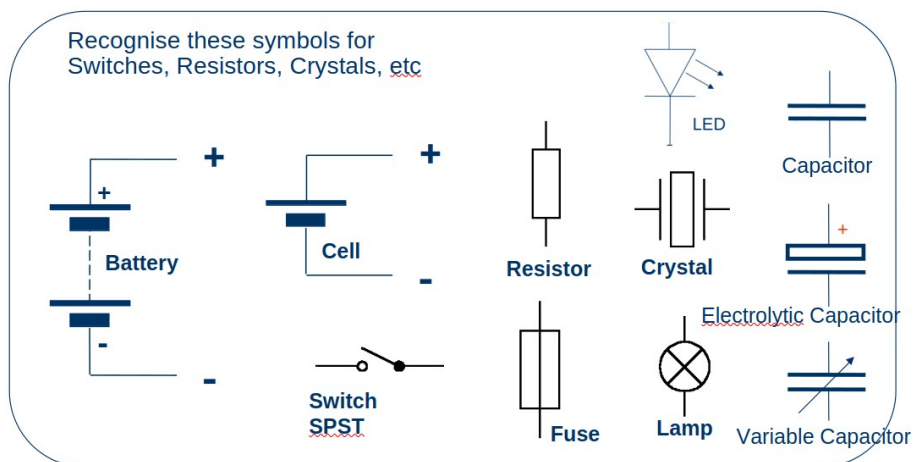 Recognise these symbols for
Switches, Resistors, Crystals, etc
LED
Capacitor
+
+
+
Battery
-
-
Cell
-
Resistor
Crystal
+
Electrolytic Capacitor
Switch
SPST
Fuse
Lamp
Variable Capacitor